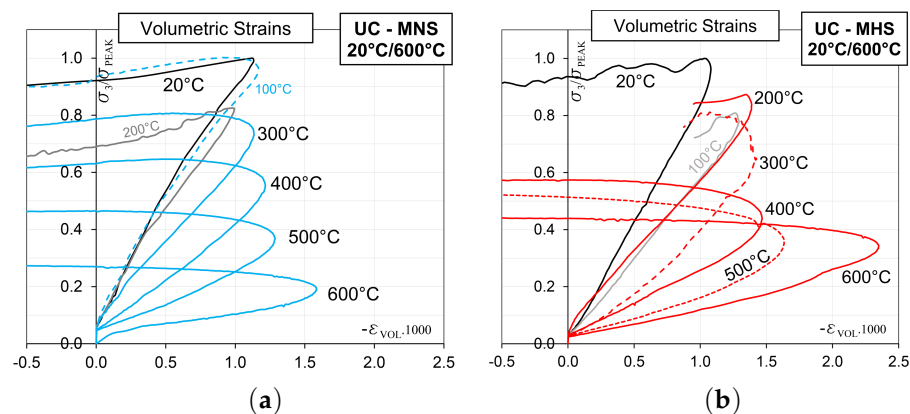 (a)
Volumetric Strains
UC - MNS
20°C/600°C
σ3/σPEAK
1.0
0.8
0.6
0.4
0.2
0.0
20°C
100°C
200°C
300°C
400°C
500°C
600°C
-εVOL·1000
-0.5
0.0
0.5
1.0
1.5
2.0
2.5
(a)
(b)
Volumetric Strains
UC - MHS
20°C/600°C
σ3/σPEAK
1.0
0.8
0.6
0.4
0.2
0.0
20°C
200°C
100°C
300°C
400°C
500°C
600°C
-εVOL·1000
-0.5
0.0
0.5
1.0
1.5
2.0
2.5
(b)